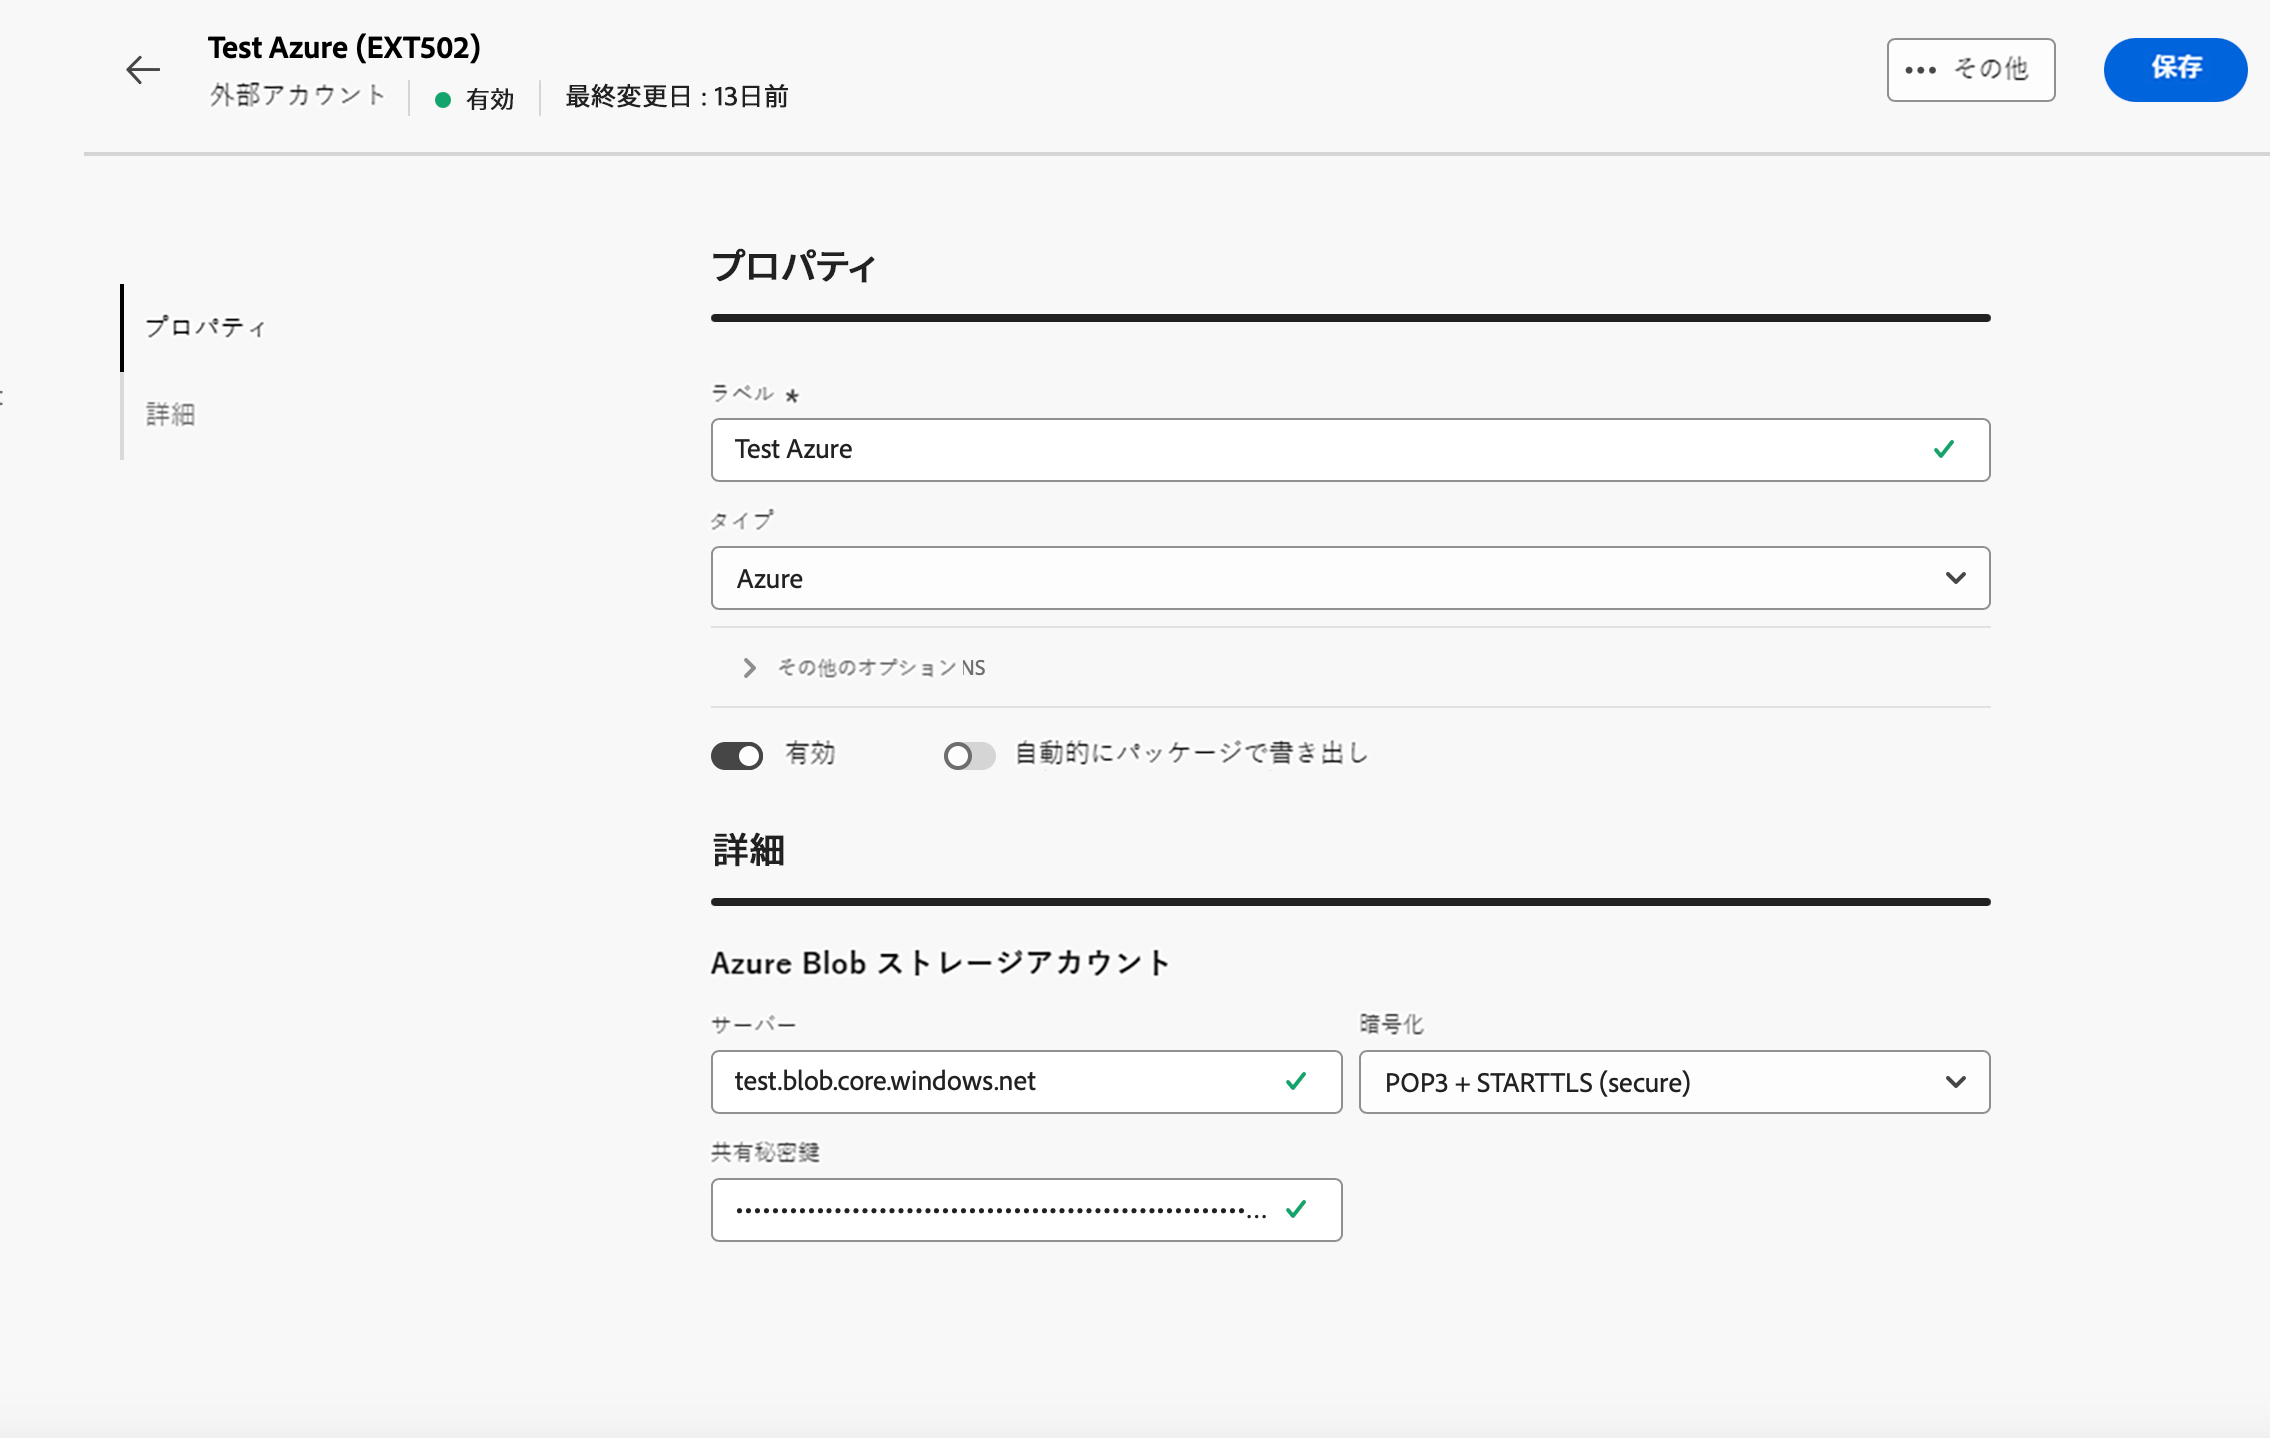 Test Azure (EXT502)
外部アカウント 有効 最終変更日 : 13日前
••• その他
保存
プロパティ
詳細
プロパティ
ラベル *
Test Azure
タイプ
Azure
その他のオプション NS
有効 自動的にパッケージで書き出し
詳細
Azure Blob ストレージアカウント
サーバー 暗号化
test.blob.core.windows.net POP3 + STARTTLS (secure)
共有秘密鍵